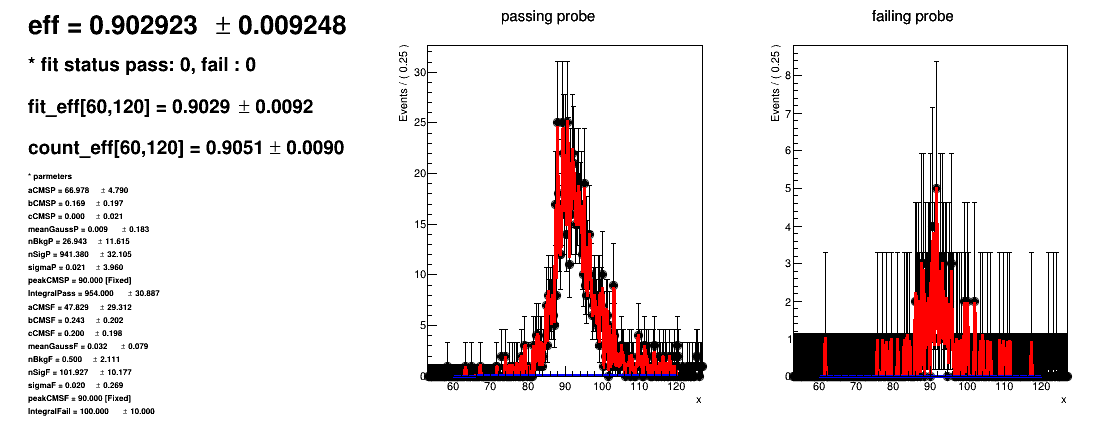 eff = 0.902923 ± 0.009248
* fit status pass: 0, fail : 0
fit_eff[60,120] = 0.9029 ± 0.0092
count_eff[60,120] = 0.9051 ± 0.0090
* parmeters
aCMSP = 66.978 ± 4.790
bCMSP = 0.169 ± 0.197
cCMSP = 0.000 ± 0.021
meanGaussP = 0.009 ± 0.183
nBkgP = 26.943 ± 11.615
nSigP = 941.380 ± 32.105
sigmaP = 0.021 ± 3.960
peakCMSP = 90.000 [Fixed]
IntegralPass = 954.000 ± 30.887
aCMSF = 47.829 ± 29.312
bCMSF = 0.243 ± 0.202
cCMSF = 0.200 ± 0.198
meanGaussF = 0.032 ± 0.079
nBkgF = 0.500 ± 2.111
nSigF = 101.927 ± 10.177
sigmaF = 0.020 ± 0.269
peakCMSF = 90.000 [Fixed]
IntegralFail = 100.000 ± 10.000
passing probe
Events / ( 0.25 )
30
25
20
15
10
5
0
60 70 80 90 100 110 120
x
failing probe
Events / ( 0.25 )
8
7
6
5
4
3
2
1
0
60 70 80 90 100 110 120
x